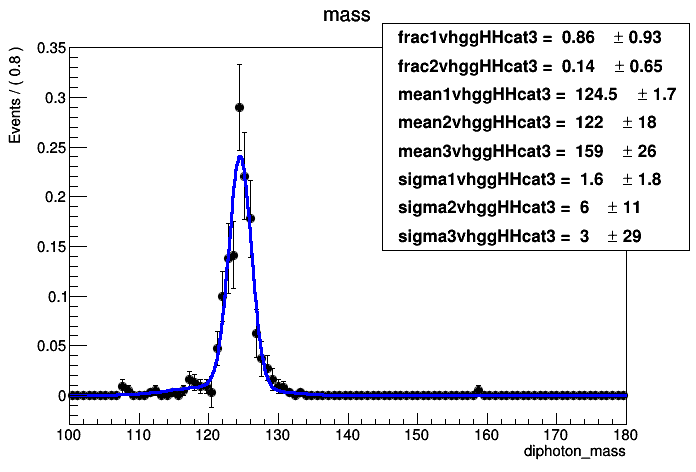 mass
frac1vhggHHcat3 = 0.86 ± 0.93
frac2vhggHHcat3 = 0.14 ± 0.65
mean1vhggHHcat3 = 124.5 ± 1.7
mean2vhggHHcat3 = 122 ± 18
mean3vhggHHcat3 = 159 ± 26
sigma1vhggHHcat3 = 1.6 ± 1.8
sigma2vhggHHcat3 = 6 ± 11
sigma3vhggHHcat3 = 3 ± 29
Events / ( 0.8 )
0.35
0.3
0.25
0.2
0.15
0.1
0.05
0
100 110 120 130 140 150 160 170 180
diphoton_mass